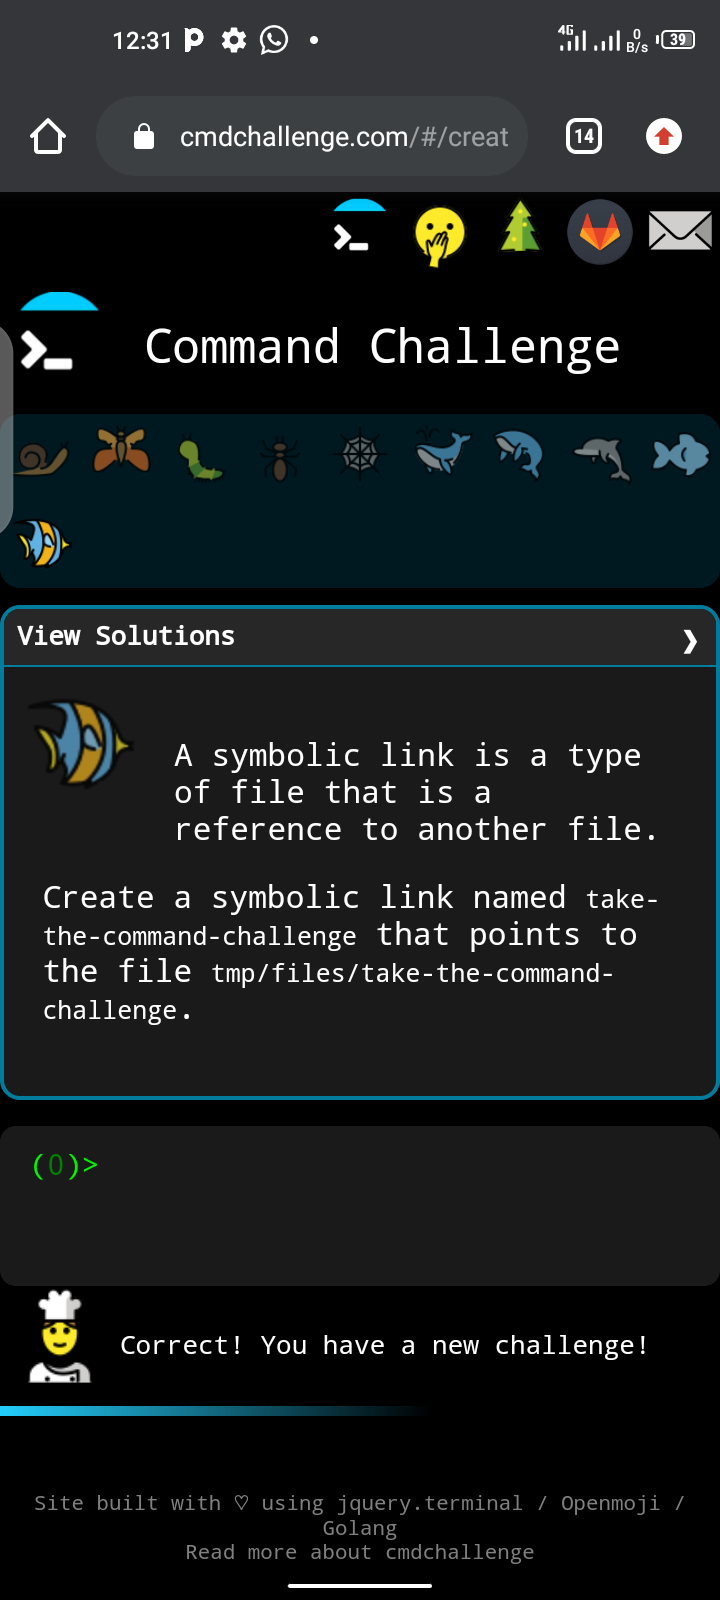 12:31
4G 0 B/s 39
cmdchallenge.com/#/creat 14
Command Challenge
View Solutions
A symbolic link is a type
of file that is a
reference to another file.
Create a symbolic link named take-
the-command-challenge that points to
the file tmp/files/take-the-command-
challenge.
(0)>
Correct! You have a new challenge!
Site built with ♡ using jquery.terminal / Openmoji /
Golang
Read more about cmdchallenge